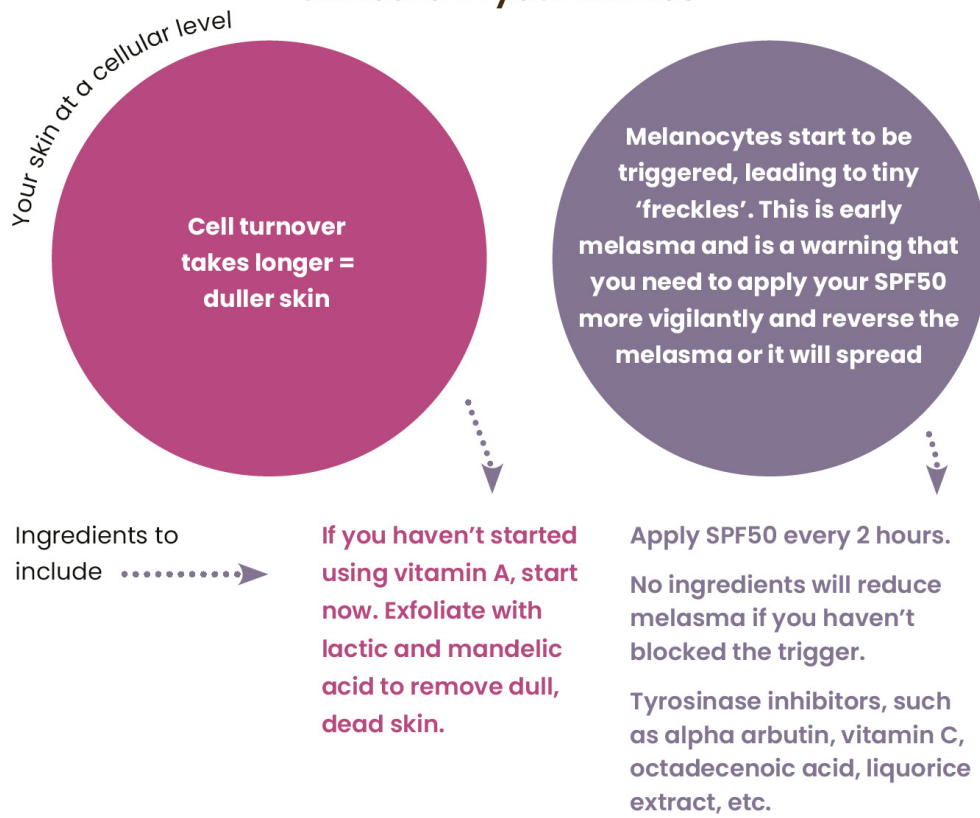 Your skin at a cellular level
Cell turnover
takes longer =
duller skin
Melanocytes start to be
triggered, leading to tiny
‘freckles’. This is early
melasma and is a warning that
you need to apply your SPF50
more vigilantly and reverse the
melasma or it will spread
Ingredients to
include
If you haven’t started
using vitamin A, start
now. Exfoliate with
lactic and mandelic
acid to remove dull,
dead skin.
Apply SPF50 every 2 hours.
No ingredients will reduce
melasma if you haven’t
blocked the trigger.
Tyrosinase inhibitors, such
as alpha arbutin, vitamin C,
octadecenoic acid, liquorice
extract, etc.